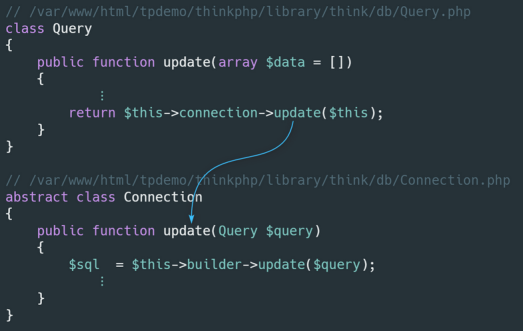 // /var/www/html/tpdemo/thinkphp/library/think/db/Query.php
class Query
{
    public function update(array $data = [])
    {
            ⋮
        return $this->connection->update($this);
    }
}
// /var/www/html/tpdemo/thinkphp/library/think/db/Connection.php
abstract class Connection
{
    public function update(Query $query)
    {
        $sql  = $this->builder->update($query);
            ⋮
    }
}